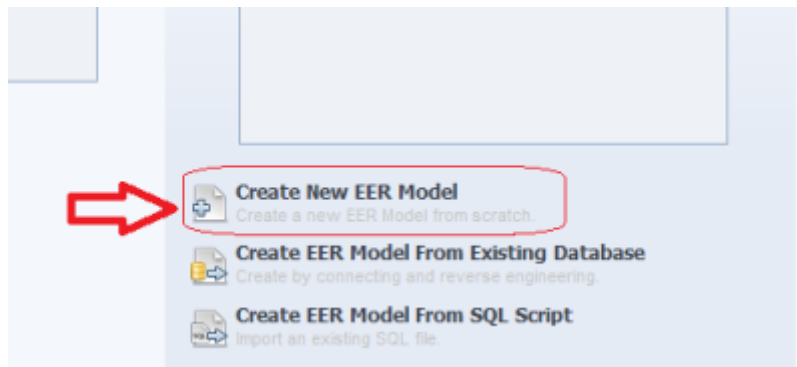 Create New EER Model
Create a new EER Model from scratch.
Create EER Model From Existing Database
Create by connecting and reverse engineering.
Create EER Model From SQL Script
Import an existing SQL file.